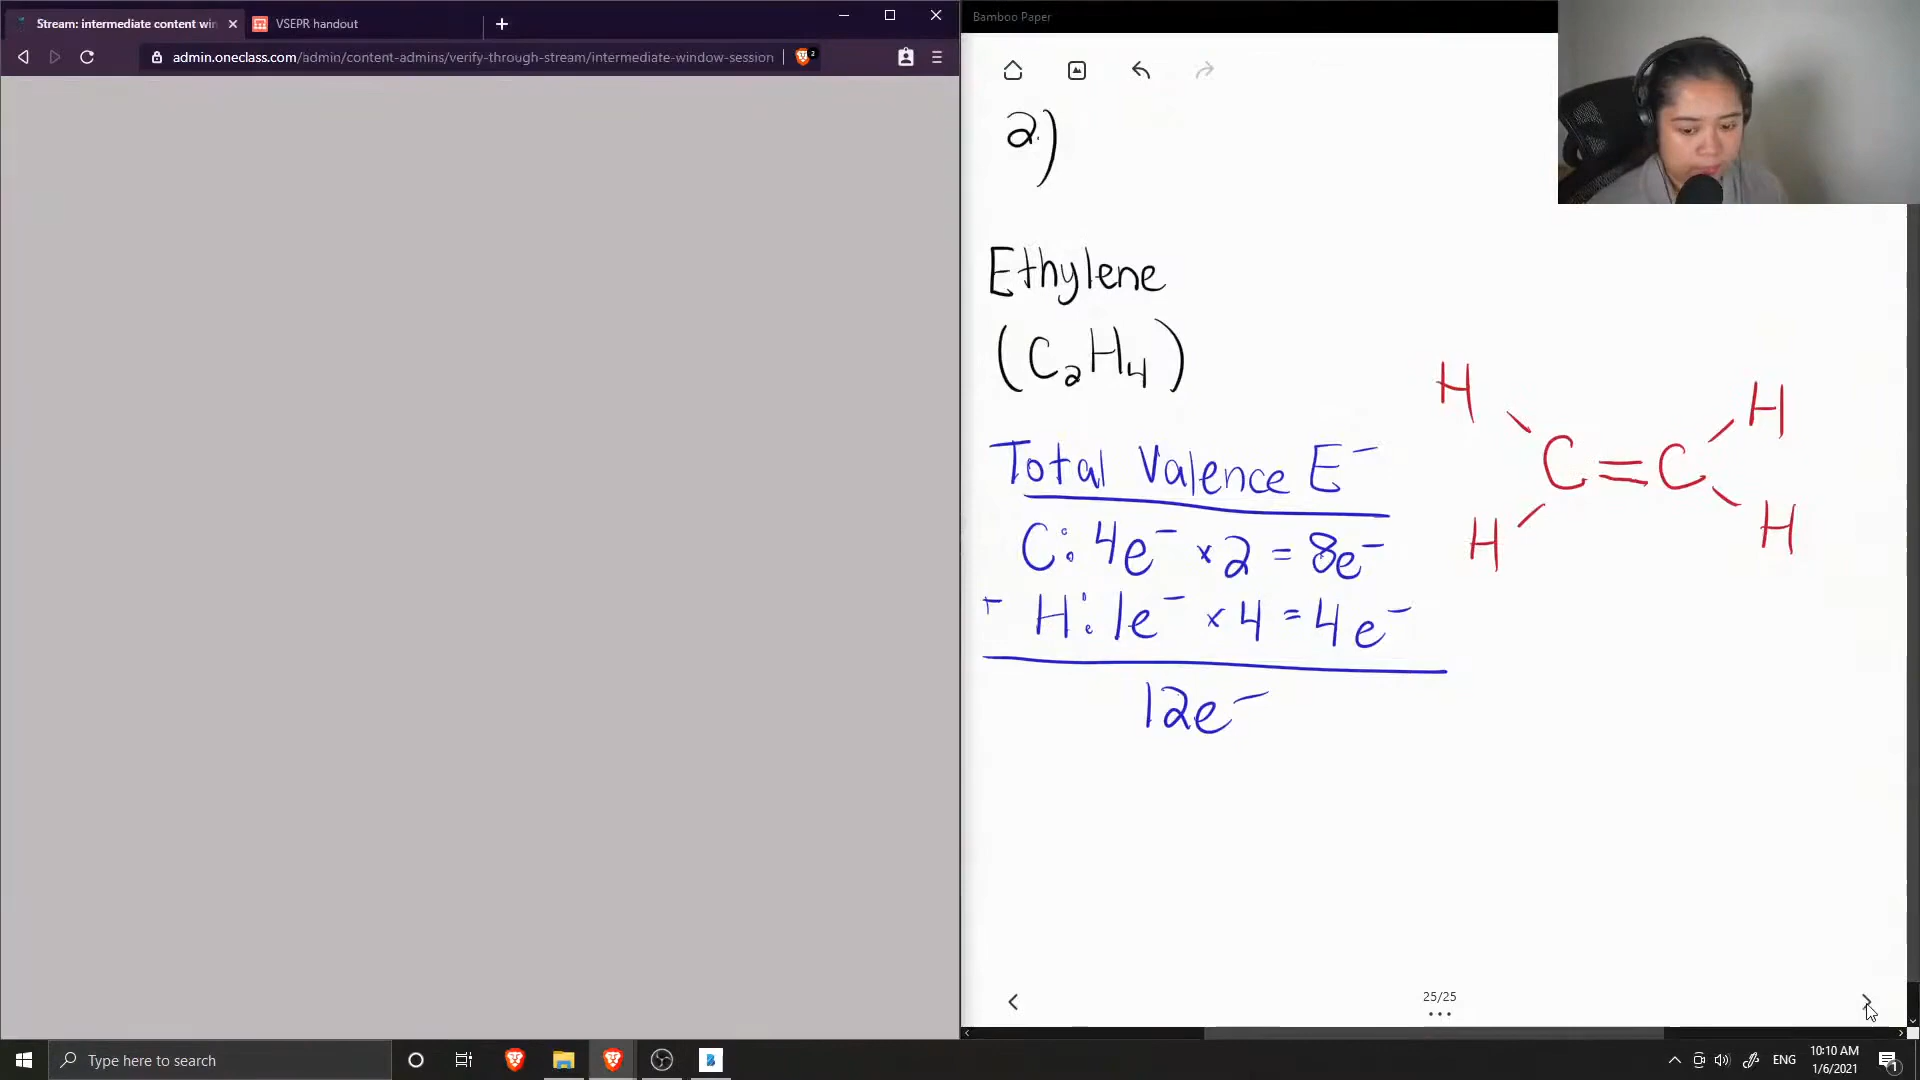 Stream: intermediate content win
VSEPR handout
admin.oneclass.com/admin/content-admins/verify-through-stream/intermediate-window-session
2
Bamboo Paper
2)
Ethylene
(C₂H₄)
Total Valence E⁻
C: 4e⁻ × 2 = 8e⁻
+ H: 1e⁻ × 4 = 4e⁻
12e⁻
H H
C=C
H H
25/25
Type here to search
B
ENG
10:10 AM
1/6/2021
1